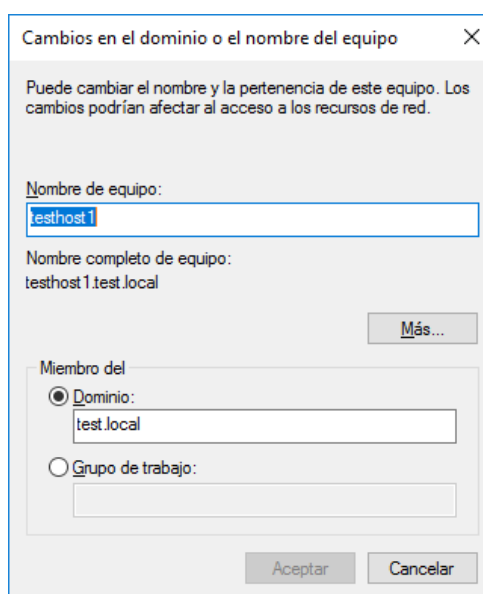 Cambios en el dominio o el nombre del equipo
Puede cambiar el nombre y la pertenencia de este equipo. Los
cambios podrían afectar al acceso a los recursos de red.
Nombre de equipo:
testhost1
Nombre completo de equipo:
testhost1.test.local
Más...
Miembro del
Dominio:
test.local
Grupo de trabajo:
Aceptar
Cancelar